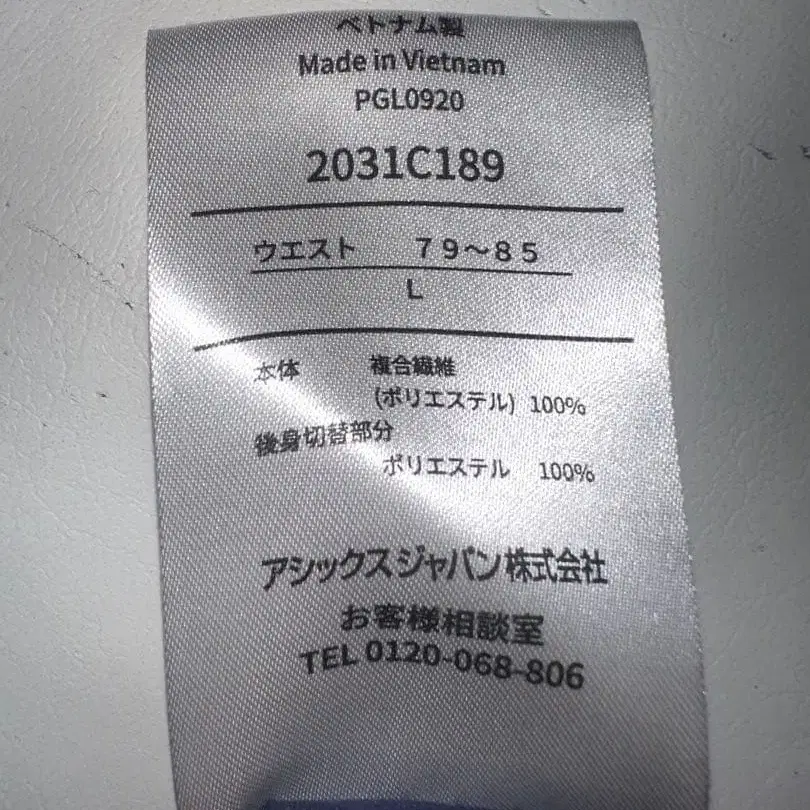 ベトナム製
Made in Vietnam
PGL0920
2031C189
ウエスト 79～85
L
本体 複合繊維
(ポリエステル) 100%
後身切替部分
ポリエステル 100%
アシックスジャパン株式会社
お客様相談室
TEL 0120-068-806